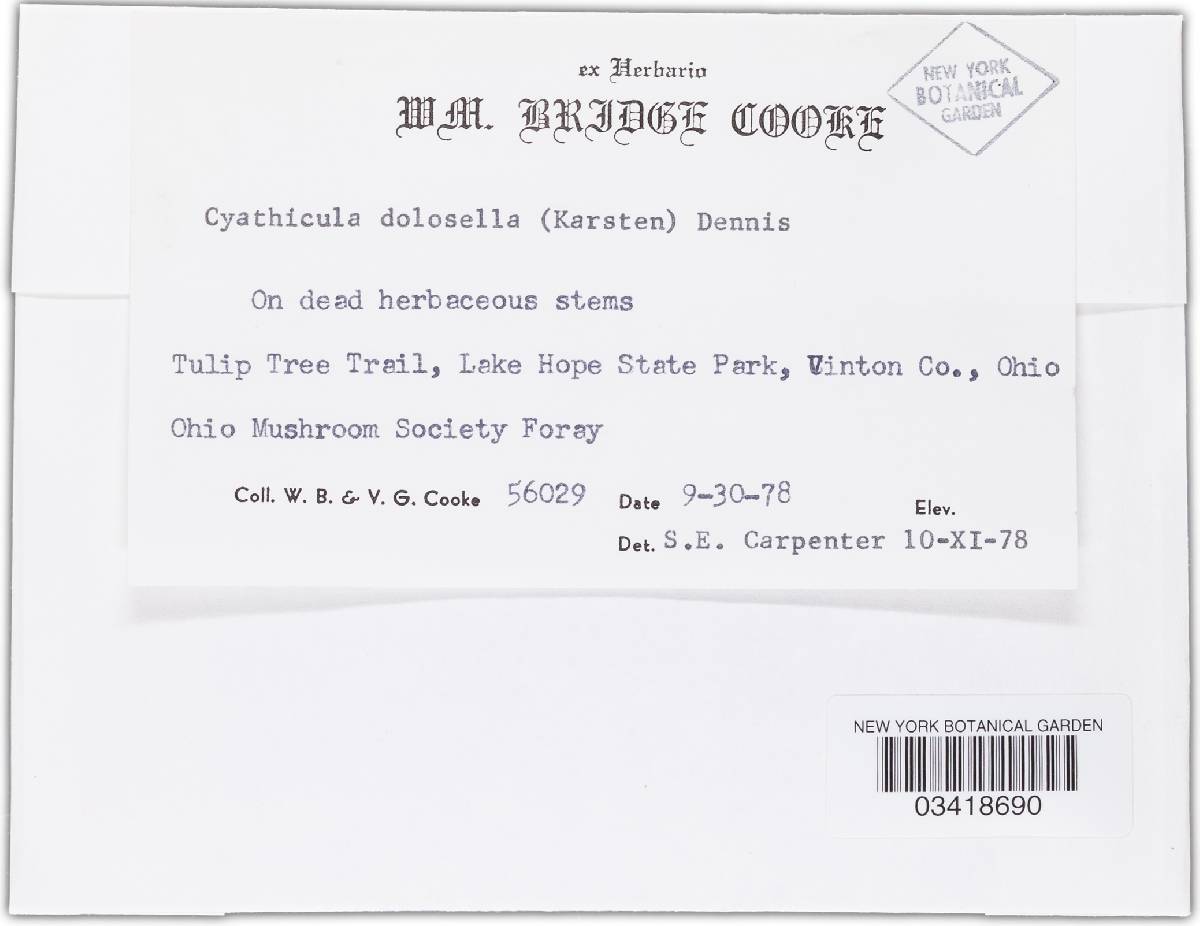 ex Herbario
WM. BRIDGE COOKE
NEW YORK
BOTANICAL
GARDEN
Cyathicula dolosella (Karsten) Dennis
On dead herbaceous stems
Tulip Tree Trail, Lake Hope State Park, Vinton Co., Ohio
Ohio Mushroom Society Foray
Coll. W. B. & V. G. Cooke 56029 Date 9-30-78 Elev.
Det. S.E. Carpenter 10-XI-78
NEW YORK BOTANICAL GARDEN
03418690